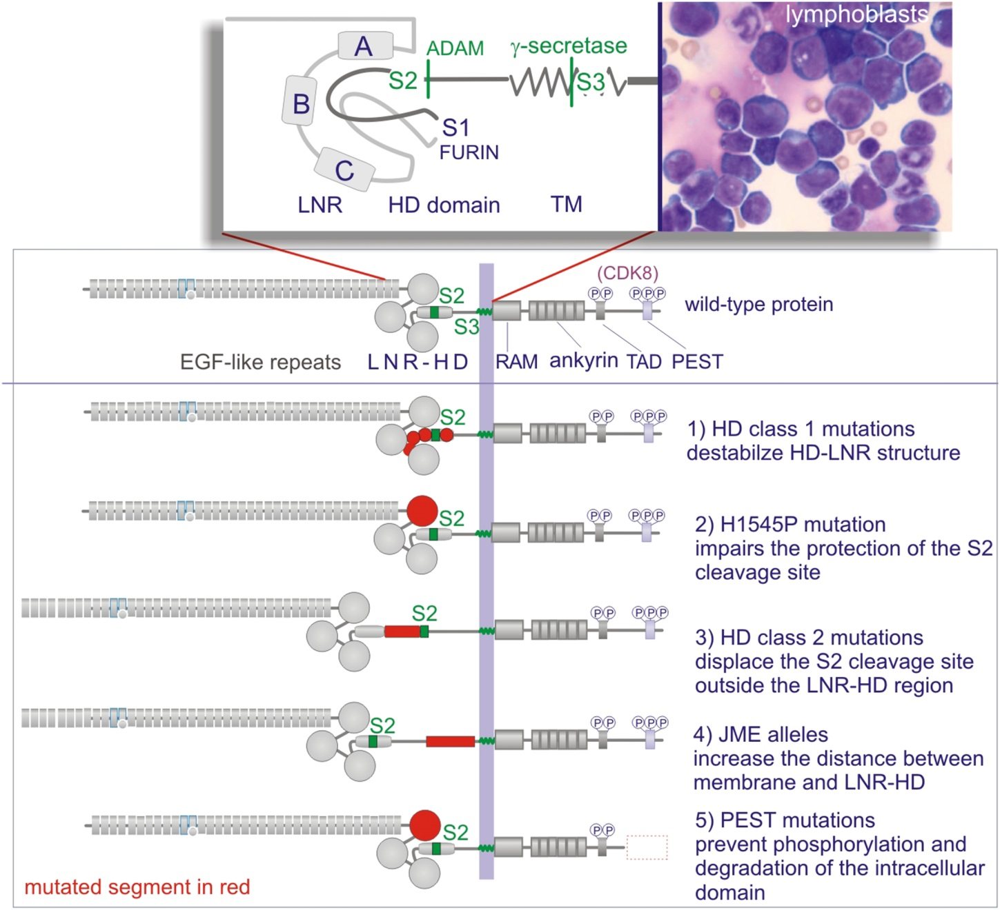 lymphoblasts
A
B
C
S2
ADAM
γ-secretase
S3
S1
FURIN
LNR
HD domain
TM
(CDK8)
P P
P P P
S2
S3
wild-type protein
EGF-like repeats
LNR-HD
RAM
ankyrin
TAD
PEST
S2
P P
P P P
1) HD class 1 mutations
destabilze HD-LNR structure
S2
P P
P P P
2) H1545P mutation
impairs the protection of the S2
cleavage site
S2
P P
P P P
3) HD class 2 mutations
displace the S2 cleavage site
outside the LNR-HD region
S2
P P
P P P
4) JME alleles
increase the distance between
membrane and LNR-HD
S2
P P
5) PEST mutations
prevent phosphorylation and
degradation of the intracellular
domain
mutated segment in red